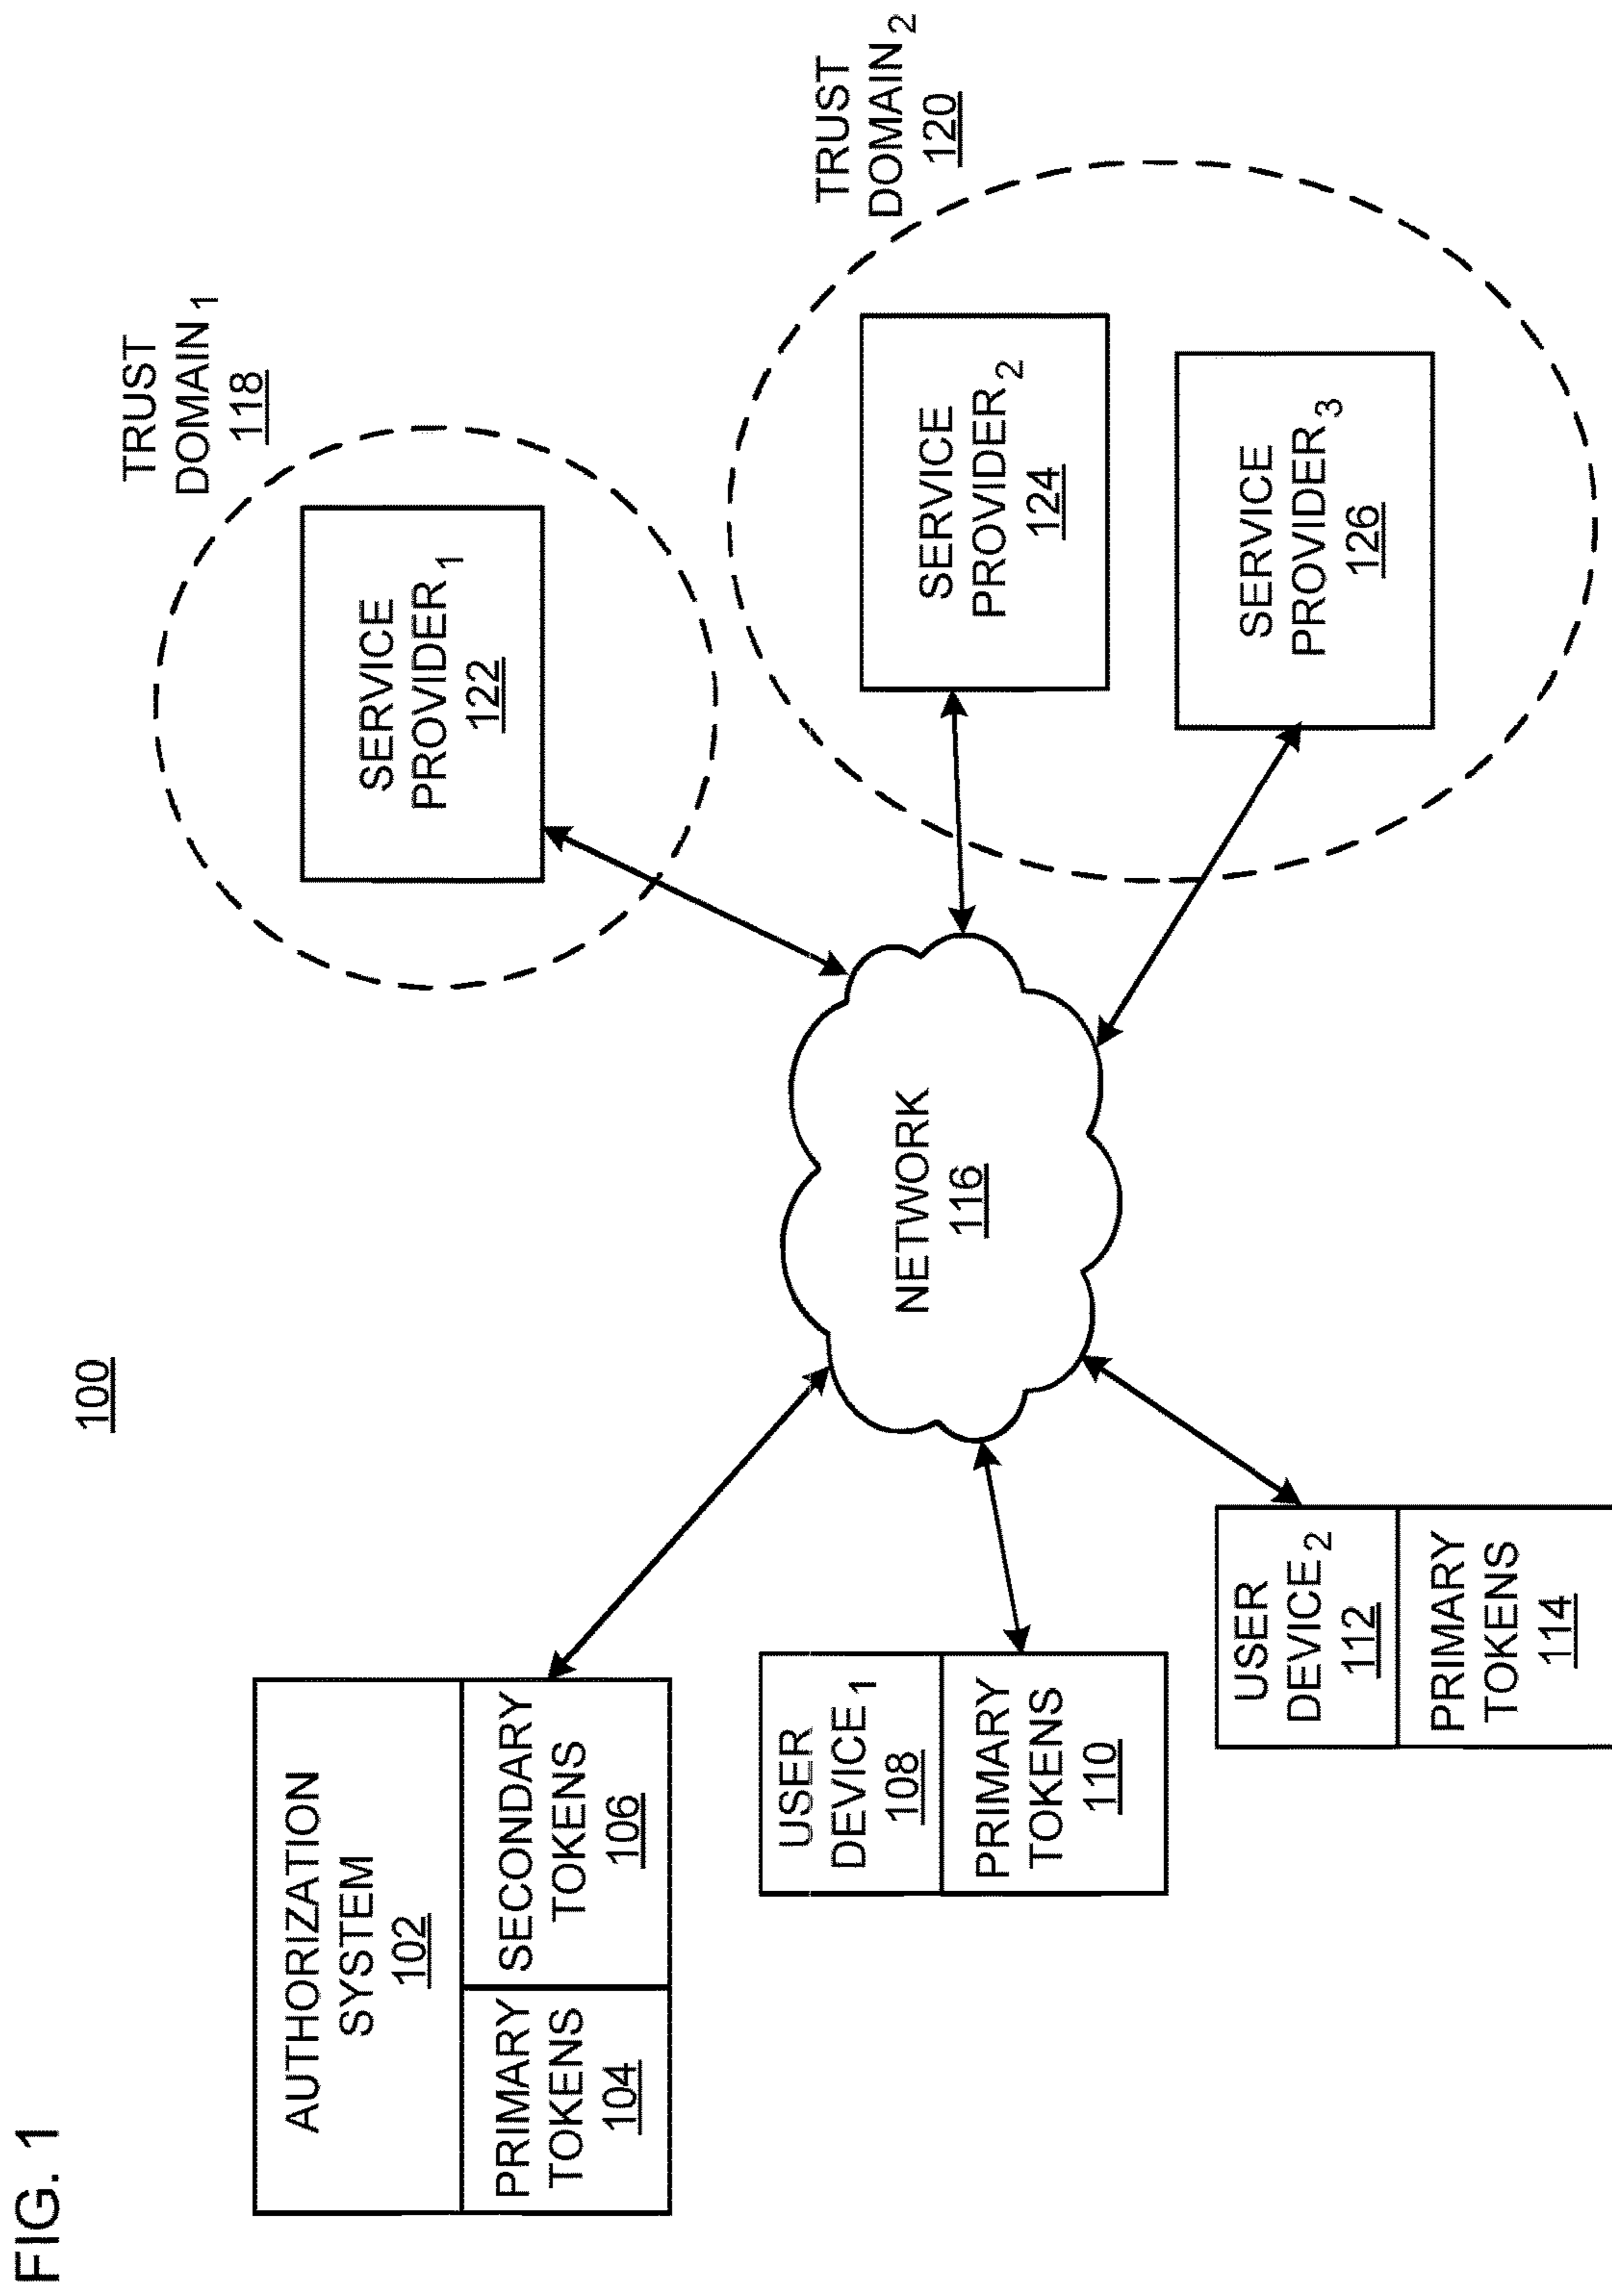 FIG. 1
100
AUTHORIZATION
SYSTEM
102
PRIMARY
TOKENS
104
SECONDARY
TOKENS
106
USER
DEVICE1
108
PRIMARY
TOKENS
110
USER
DEVICE2
112
PRIMARY
TOKENS
114
NETWORK
116
TRUST
DOMAIN1
118
SERVICE
PROVIDER1
122
TRUST
DOMAIN2
120
SERVICE
PROVIDER2
124
SERVICE
PROVIDER3
126